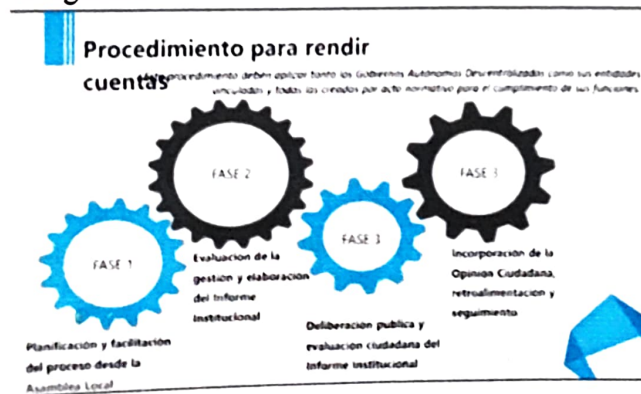 Procedimiento para rendir
cuentas
procedimiento deben aplicar tanto los Gobiernos Autónomos Descentralizados como sus entidades
vinculadas y todas las creadas por acto normativo para el cumplimiento de sus funciones
FASE 1
Planificación y facilitación
del proceso desde la
Asamblea Local
FASE 2
Evaluación de la
gestión y elaboración
del Informe
Institucional
FASE 3
Deliberación publica y
evaluación ciudadana del
Informe Institucional
FASE 3
Incorporación de la
Opinión Ciudadana,
retroalimentación y
seguimiento